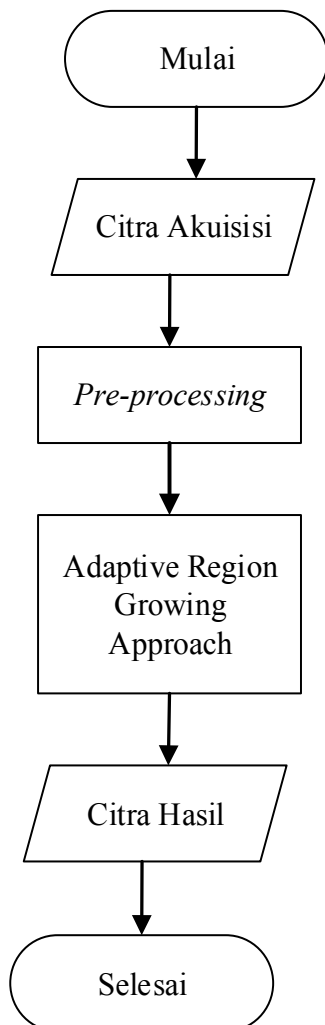 Mulai
Citra Akuisisi
Pre-processing
Adaptive Region
Growing
Approach
Citra Hasil
Selesai